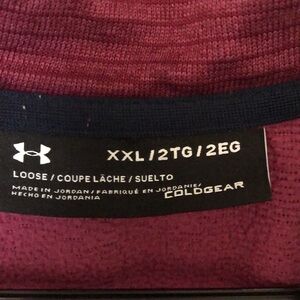 XXL/2TG/2EG
LOOSE / COUPE LÂCHE / SUELTO
MADE IN JORDAN / FABRIQUÉ EN JORDANIE/
HECHO EN JORDANIA
COLDGEAR